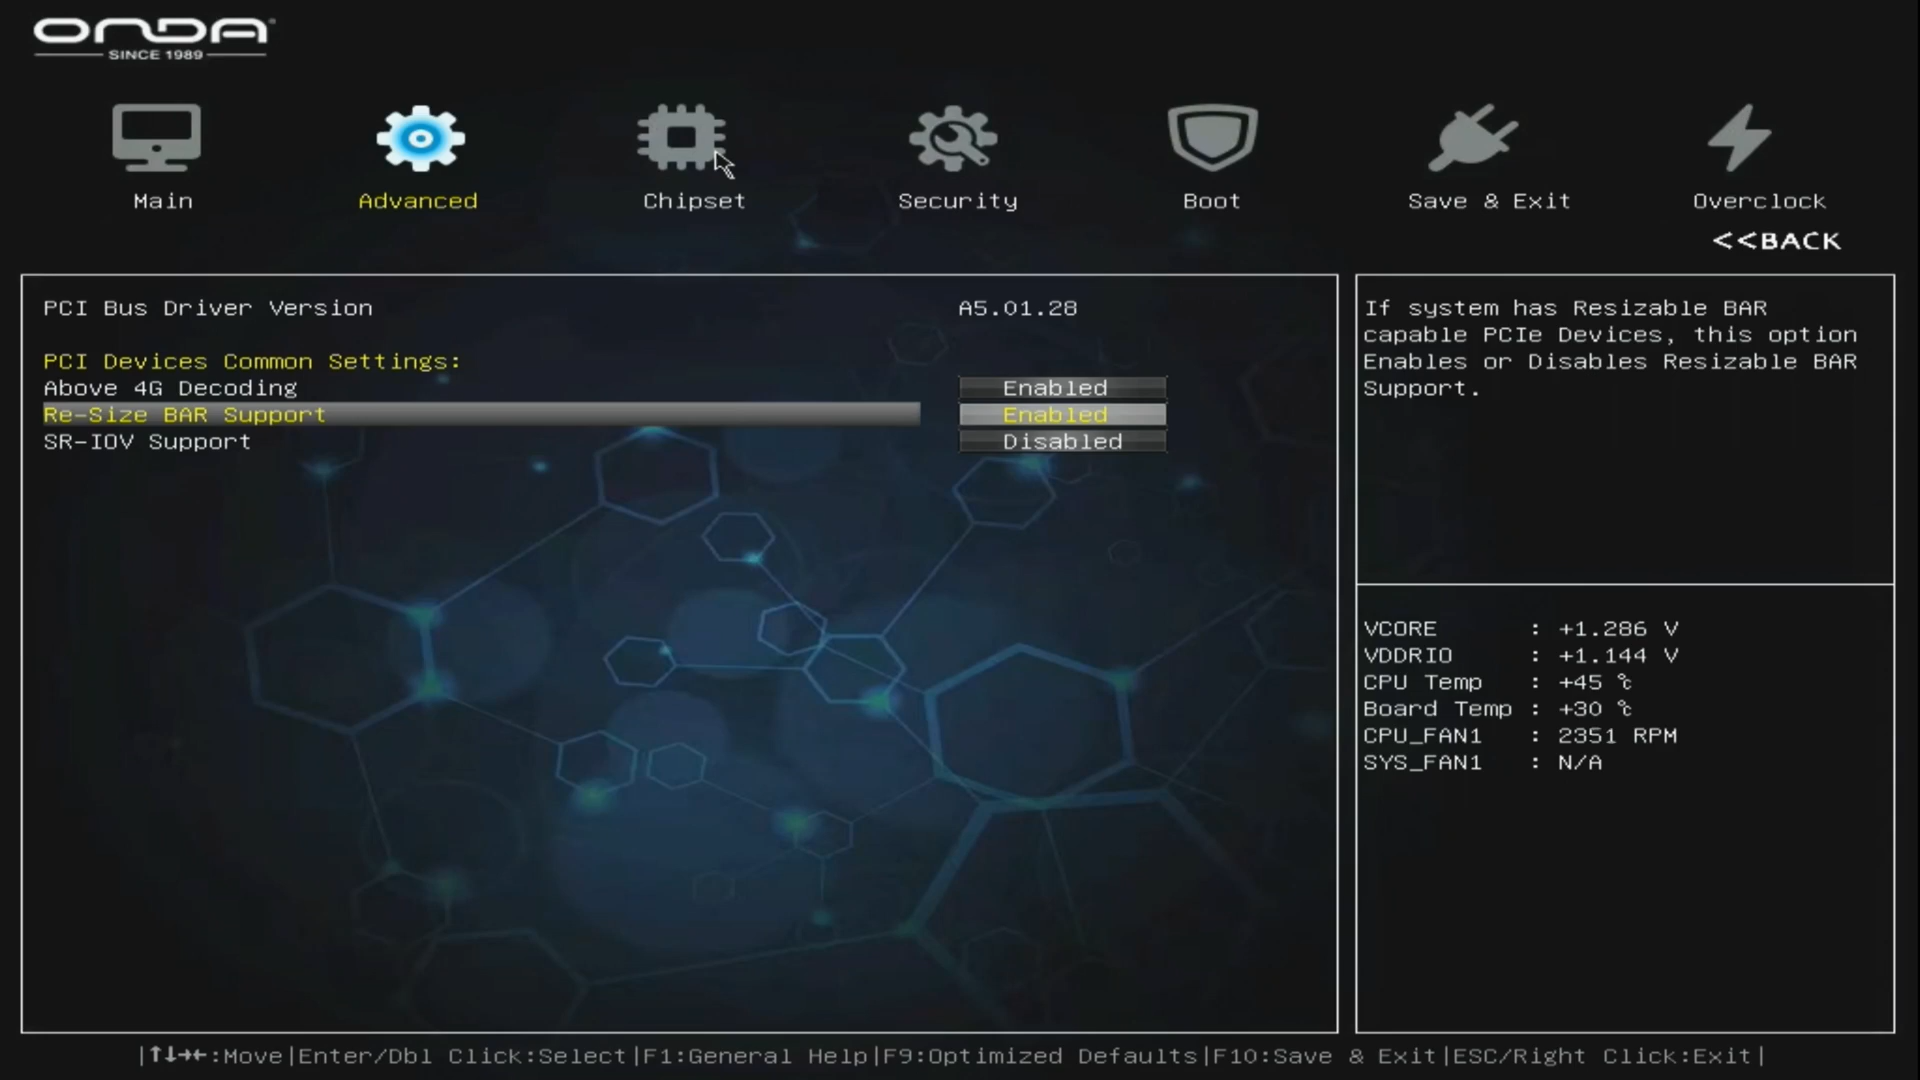 ONDA
SINCE 1989
Main Advanced Chipset Security Boot Save & Exit Overclock
<<BACK
PCI Bus Driver Version A5.01.28
PCI Devices Common Settings:
Above 4G Decoding Enabled
Re-Size BAR Support Enabled
SR-IOV Support Disabled
If system has Resizable BAR
capable PCIe Devices, this option
Enables or Disables Resizable BAR
Support.
VCORE : +1.286 V
VDDRIO : +1.144 V
CPU Temp : +45 ℃
Board Temp : +30 ℃
CPU_FAN1 : 2351 RPM
SYS_FAN1 : N/A
|↑↓→←:Move|Enter/Dbl Click:Select|F1:General Help|F9:Optimized Defaults|F10:Save & Exit|ESC/Right Click:Exit|